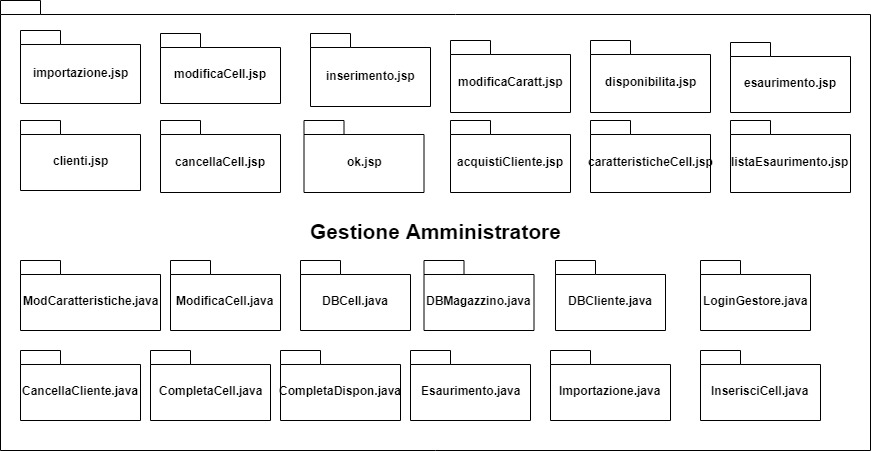 importazione.jsp
modificaCell.jsp
inserimento.jsp
modificaCaratt.jsp
disponibilita.jsp
esaurimento.jsp
clienti.jsp
cancellaCell.jsp
ok.jsp
acquistiCliente.jsp
caratteristicheCell.jsp
listaEsaurimento.jsp
Gestione Amministratore
ModCaratteristiche.java
ModificaCell.java
DBCell.java
DBMagazzino.java
DBCliente.java
LoginGestore.java
CancellaCliente.java
CompletaCell.java
CompletaDispon.java
Esaurimento.java
Importazione.java
InserisciCell.java